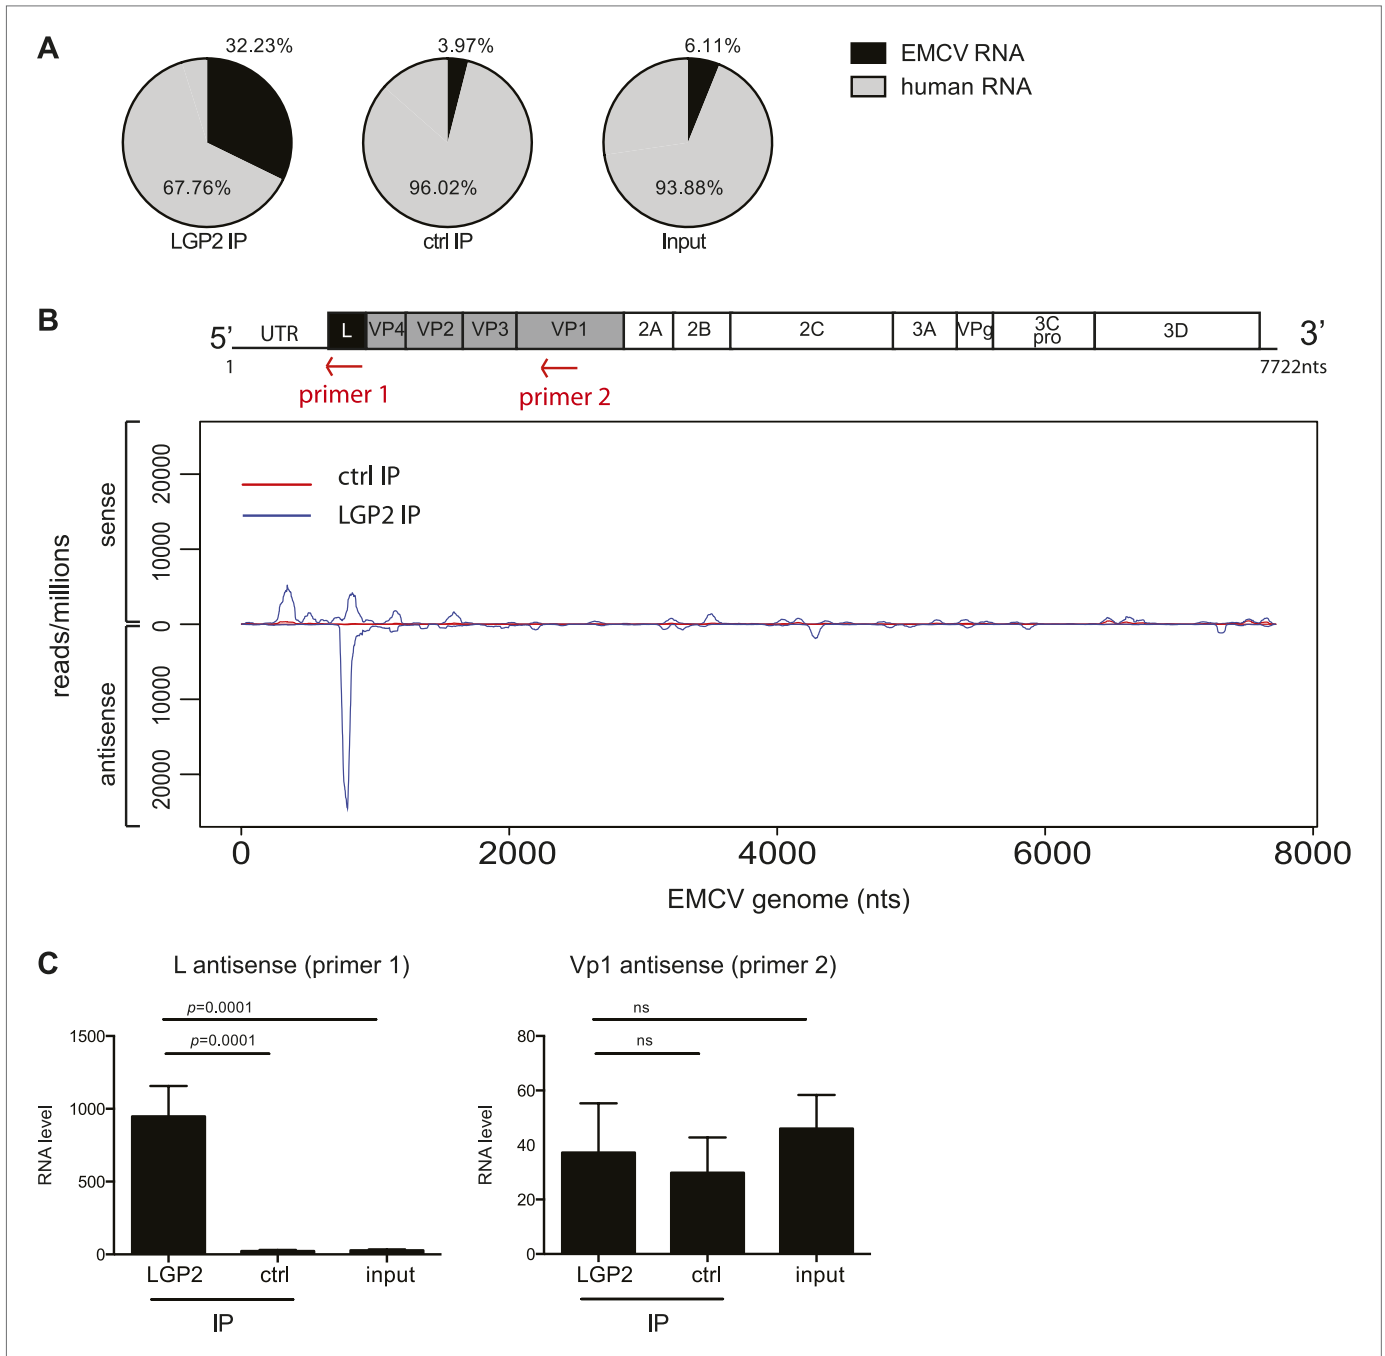 A
32.23%
3.97%
6.11%
EMCV RNA
human RNA
67.76%
96.02%
93.88%
LGP2 IP
ctrl IP
Input
B
5’
UTR
L
VP4
VP2
VP3
VP1
2A
2B
2C
3A
VPg
3C
pro
3D
3’
1
7722nts
primer 1
primer 2
reads/millions
sense
antisense
20000
10000
0
10000
20000
ctrl IP
LGP2 IP
0
2000
4000
6000
8000
EMCV genome (nts)
C
L antisense (primer 1)
p=0.0001
p=0.0001
RNA level
1500
1000
500
0
LGP2
ctrl
input
IP
Vp1 antisense (primer 2)
ns
ns
RNA level
80
60
40
20
0
LGP2
ctrl
input
IP